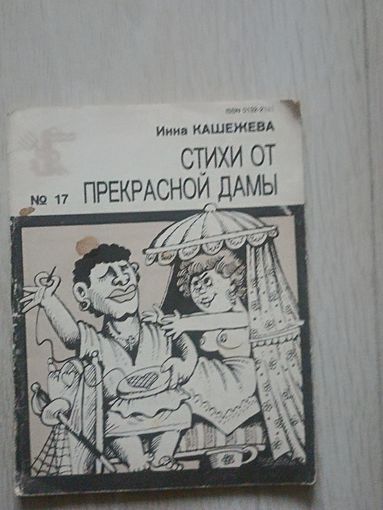 Инна КАШЕЖЕВА
СТИХИ ОТ
№ 17 ПРЕКРАСНОЙ ДАМЫ